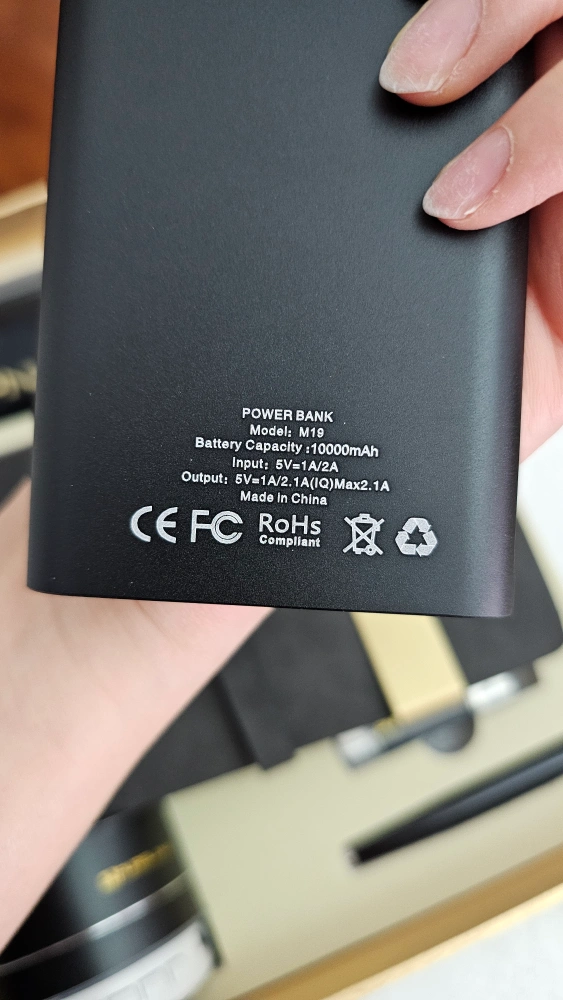 POWER BANK
Model: M19
Battery Capacity :10000mAh
Input: 5V=1A/2A
Output: 5V=1A/2.1A(IQ)Max2.1A
Made in China
CE FC RoHS
Compliant